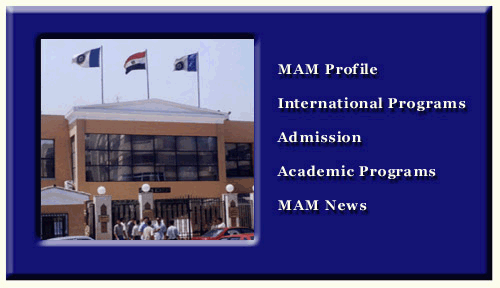 MAM Profile
International Programs
Admission
Academic Programs
MAM News